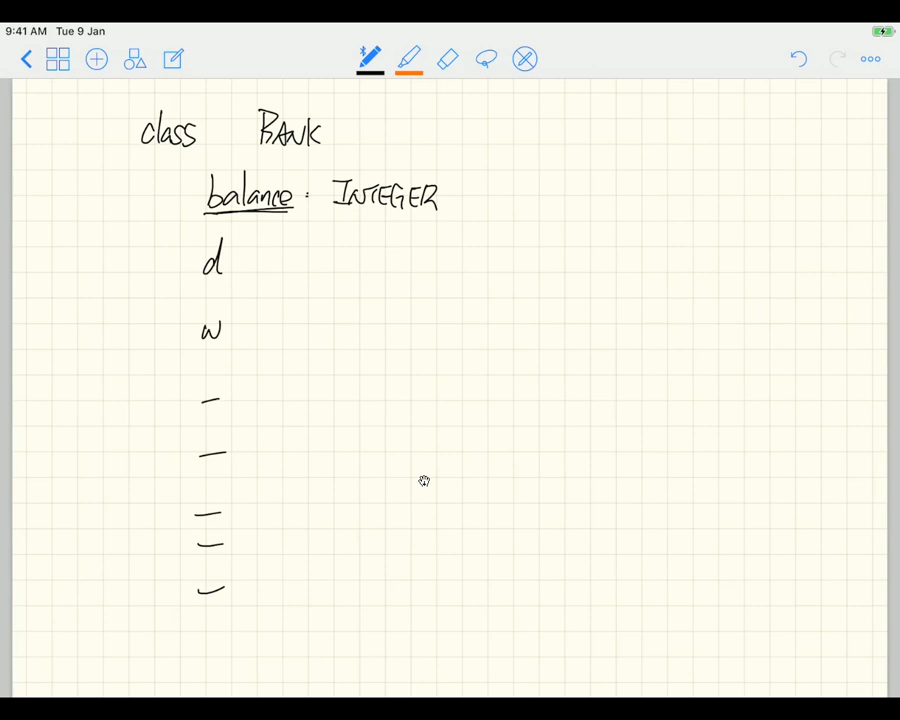 9:41 AM Tue 9 Jan
class BANK
balance : INTEGER
d
w
—
—
—
—
—